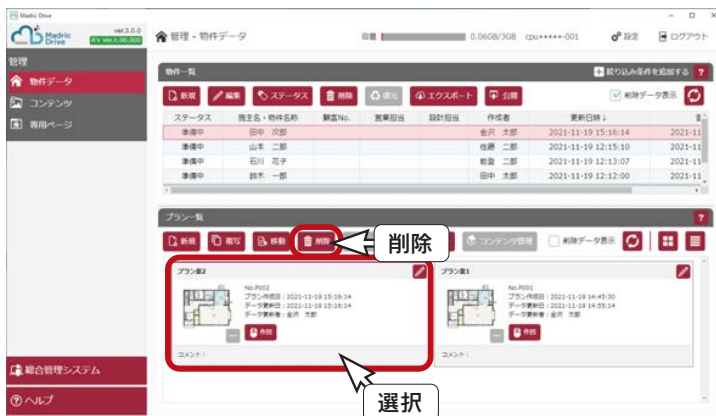 Madric Drive
Madric Drive
ver.3.0.0
管理 - 物件データ
容量
0.06GB/3GB
cpu*****-001
設定
ログアウト
管理
物件データ
コンテンツ
専用ページ
総合管理システム
ヘルプ
物件一覧
絞り込み条件を追加する
?
新規
編集
ステータス
削除
復元
エクスポート
公開
削除データ表示
ステータス 施主名・物件名称 顧客No. 営業担当 設計担当 作成者 更新日時↓
準備中 田中 次郎 金沢 太郎 2021-11-19 15:16:14 2021-11
準備中 山本 二郎 佐藤 二郎 2021-11-19 12:15:10 2021-11
準備中 石川 花子 能登 二郎 2021-11-19 12:13:07 2021-11
準備中 鈴木 一郎 田中 太郎 2021-11-19 12:12:00 2021-11
プラン一覧
?
新規
複写
移動
削除
削除
コンテンツ管理
削除データ表示
プラン案2
No.P002
プラン作成日:2021-11-19 15:16:14
データ更新日:2021-11-19 15:16:14
データ更新者:金沢 太郎
作図
コメント:
プラン案1
No.P001
プラン作成日:2021-11-19 14:45:30
データ更新日:2021-11-19 14:55:14
データ更新者:金沢 太郎
作図
コメント:
選択